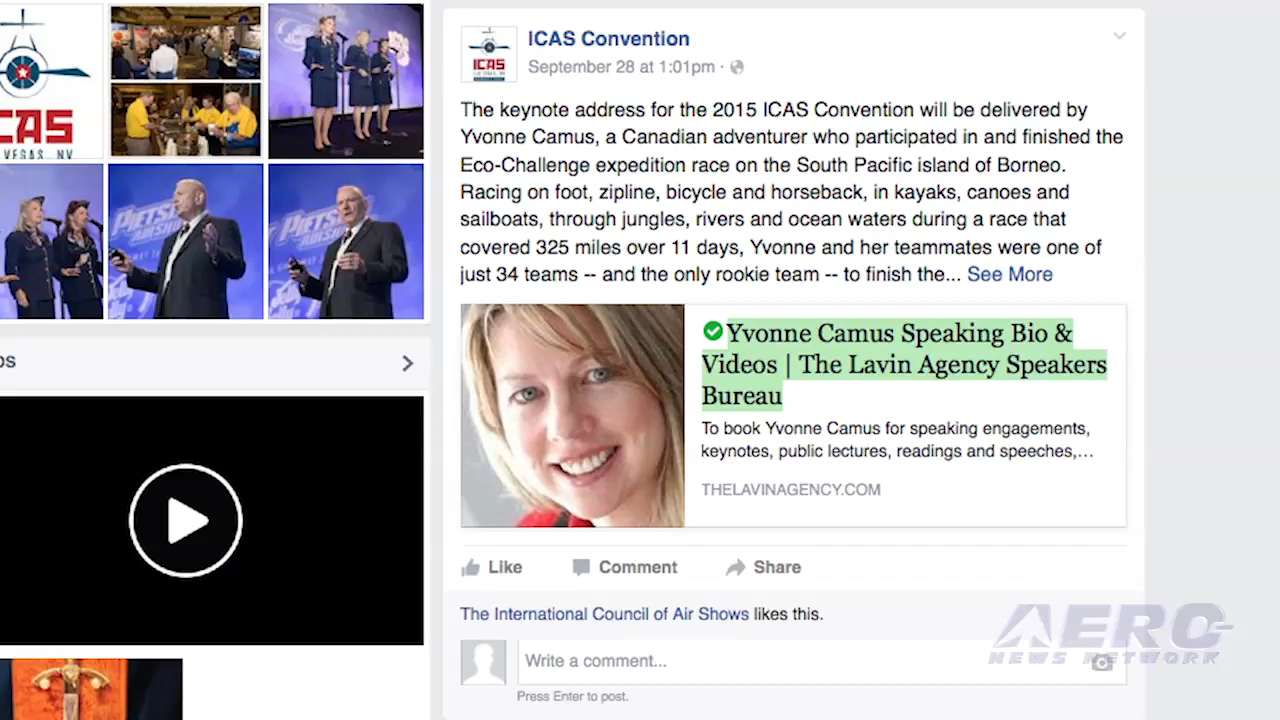 ICAS Convention
September 28 at 1:01pm ·
The keynote address for the 2015 ICAS Convention will be delivered by
Yvonne Camus, a Canadian adventurer who participated in and finished the
Eco-Challenge expedition race on the South Pacific island of Borneo.
Racing on foot, zipline, bicycle and horseback, in kayaks, canoes and
sailboats, through jungles, rivers and ocean waters during a race that
covered 325 miles over 11 days, Yvonne and her teammates were one of
just 34 teams -- and the only rookie team -- to finish the... See More
Yvonne Camus Speaking Bio &
Videos | The Lavin Agency Speakers
Bureau
To book Yvonne Camus for speaking engagements,
keynotes, public lectures, readings and speeches,...
THELAVINAGENCY.COM
Like Comment Share
The International Council of Air Shows likes this.
Write a comment...
Press Enter to post.
CAS
VEGAS, NV
ICAS
PIETS
AIRSH
PIETS
AIRSH
os
AERO
NEWS NETWORK